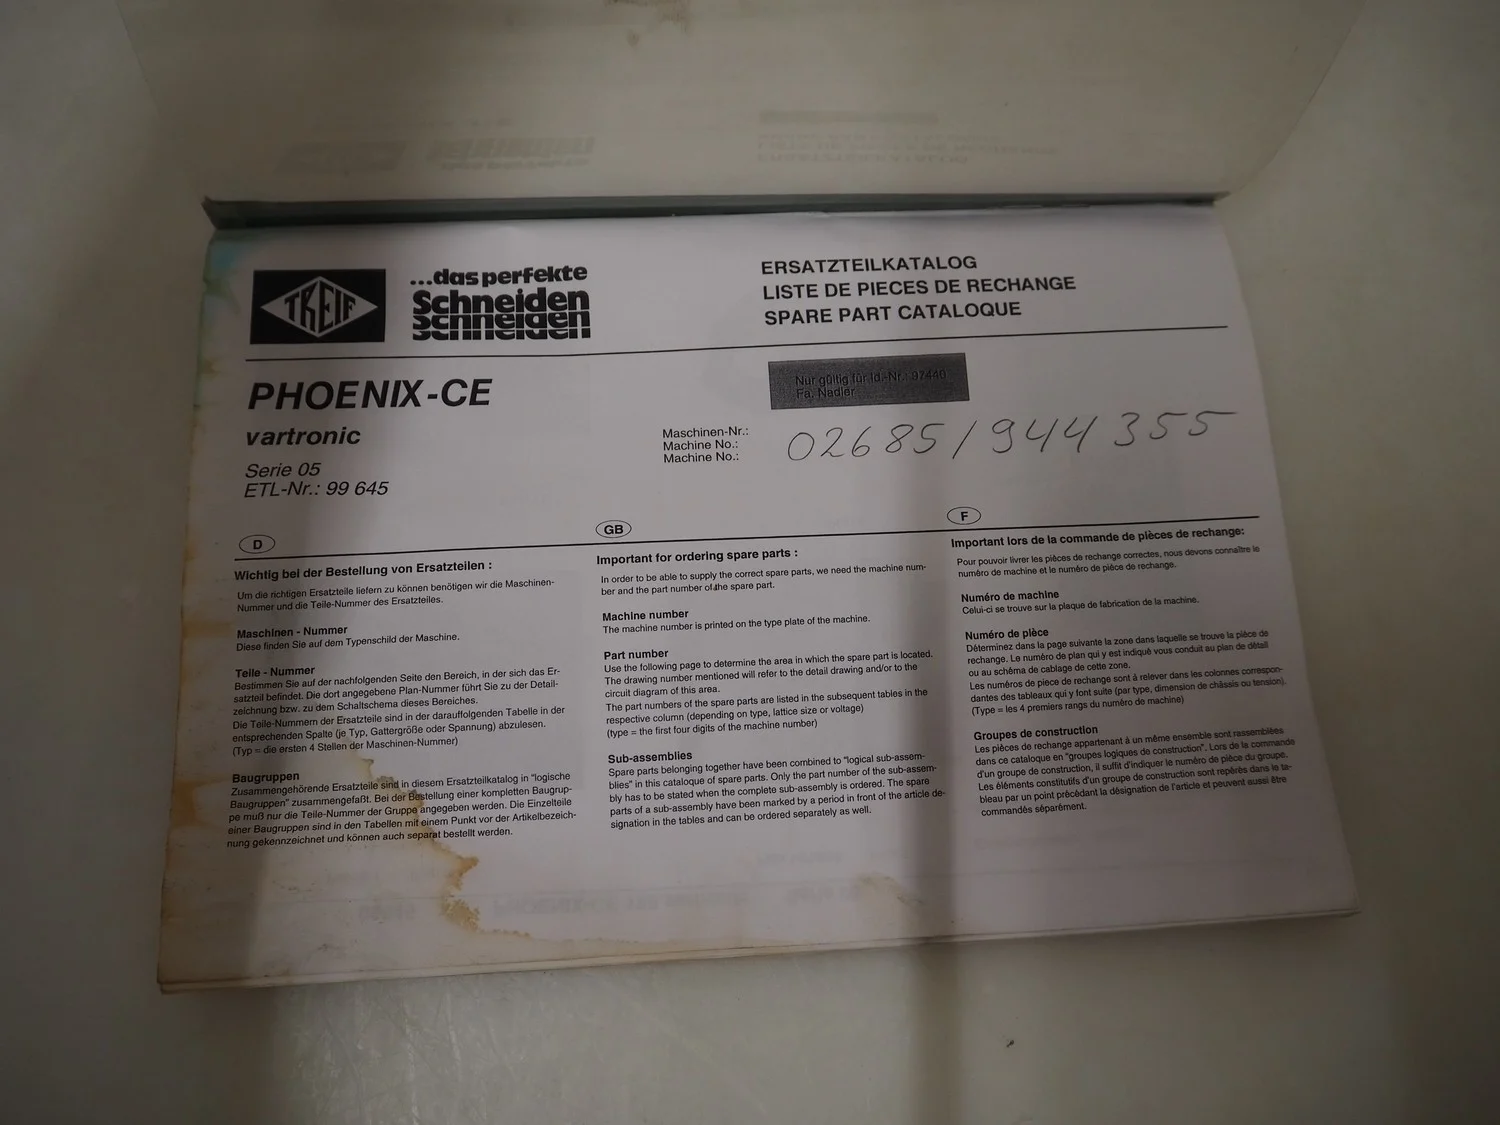 TREIF
...das perfekte
Schneiden
Schneiden
ERSATZTEILKATALOG
LISTE DE PIECES DE RECHANGE
SPARE PART CATALOQUE
PHOENIX-CE
vartronic
Serie 05
ETL-Nr.: 99 645
Nur gültig für Id.-Nr.: 97440
Fa. Nadler
Maschinen-Nr.:
Machine No.:
Machine No.:
02685/944355
D
Wichtig bei der Bestellung von Ersatzteilen :
Um die richtigen Ersatzteile liefern zu können benötigen wir die Maschinen-
Nummer und die Teile-Nummer des Ersatzteiles.
Maschinen - Nummer
Diese finden Sie auf dem Typenschild der Maschine.
Teile - Nummer
Bestimmen Sie auf der nachfolgenden Seite den Bereich, in der sich das Er-
satzteil befindet. Die dort angegebene Plan-Nummer führt Sie zu der Detail-
zeichnung bzw. zu dem Schaltschema dieses Bereiches.
Die Teile-Nummern der Ersatzteile sind in der darauffolgenden Tabelle in der
entsprechenden Spalte (je Typ, Gattergröße oder Spannung) abzulesen.
(Typ = die ersten 4 Stellen der Maschinen-Nummer)
Baugruppen
Zusammengehörende Ersatzteile sind in diesem Ersatzteilkatalog in "logische
Baugruppen" zusammengefaßt. Bei der Bestellung einer kompletten Baugrup-
pe muß nur die Teile-Nummer der Gruppe angegeben werden. Die Einzelteile
einer Baugruppen sind in den Tabellen mit einem Punkt vor der Artikelbezeich-
nung gekennzeichnet und können auch separat bestellt werden.
GB
Important for ordering spare parts :
In order to be able to supply the correct spare parts, we need the machine num-
ber and the part number of the spare part.
Machine number
The machine number is printed on the type plate of the machine.
Part number
Use the following page to determine the area in which the spare part is located.
The drawing number mentioned will refer to the detail drawing and/or to the
circuit diagram of this area.
The part numbers of the spare parts are listed in the subsequent tables in the
respective column (depending on type, lattice size or voltage)
(type = the first four digits of the machine number)
Sub-assemblies
Spare parts belonging together have been combined to "logical sub-assem-
blies" in this catalogue of spare parts. Only the part number of the sub-assem-
bly has to be stated when the complete sub-assembly is ordered. The spare
parts of a sub-assembly have been marked by a period in front of the article de-
signation in the tables and can be ordered separately as well.
F
Important lors de la commande de pièces de rechange:
Pour pouvoir livrer les pièces de rechange correctes, nous devons connaître le
numéro de machine et le numéro de pièce de rechange.
Numéro de machine
Celui-ci se trouve sur la plaque de fabrication de la machine.
Numéro de pièce
Déterminez dans la page suivante la zone dans laquelle se trouve la pièce de
rechange. Le numéro de plan qui y est indiqué vous conduit au plan de détail
ou au schéma de cablage de cette zone.
Les numéros de piece de rechange sont à relever dans les colonnes correspon-
dantes des tableaux qui y font suite (par type, dimension de châssis ou tension).
(Type = les 4 premiers rangs du numéro de machine)
Groupes de construction
Les pièces de rechange appartenant à un même ensemble sont rassemblées
dans ce catalogue en "groupes logiques de construction". Lors de la commande
d'un groupe de construction, il suffit d'indiquer le numéro de pièce du groupe.
Les éléments constitutifs d'un groupe de construction sont repérés dans le ta-
bleau par un point précédant la désignation de l'article et peuvent aussi être
commandés séparément.